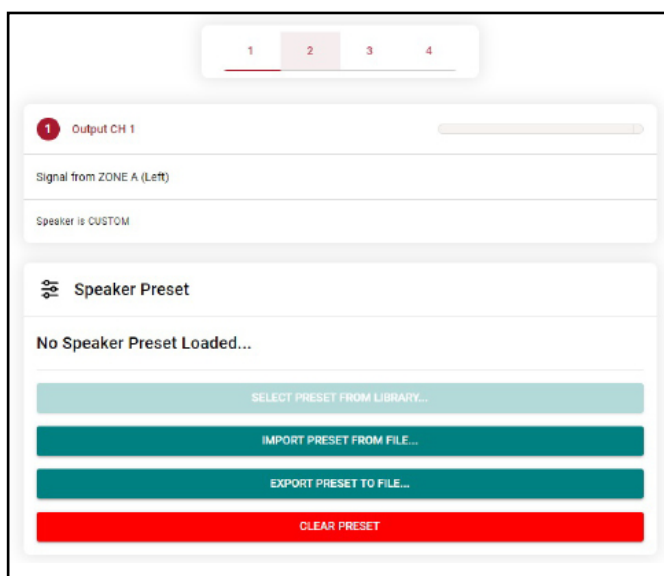 1 2 3 4
1 Output CH 1
Signal from ZONE A (Left)
Speaker is CUSTOM
Speaker Preset
No Speaker Preset Loaded...
SELECT PRESET FROM LIBRARY...
IMPORT PRESET FROM FILE...
EXPORT PRESET TO FILE...
CLEAR PRESET